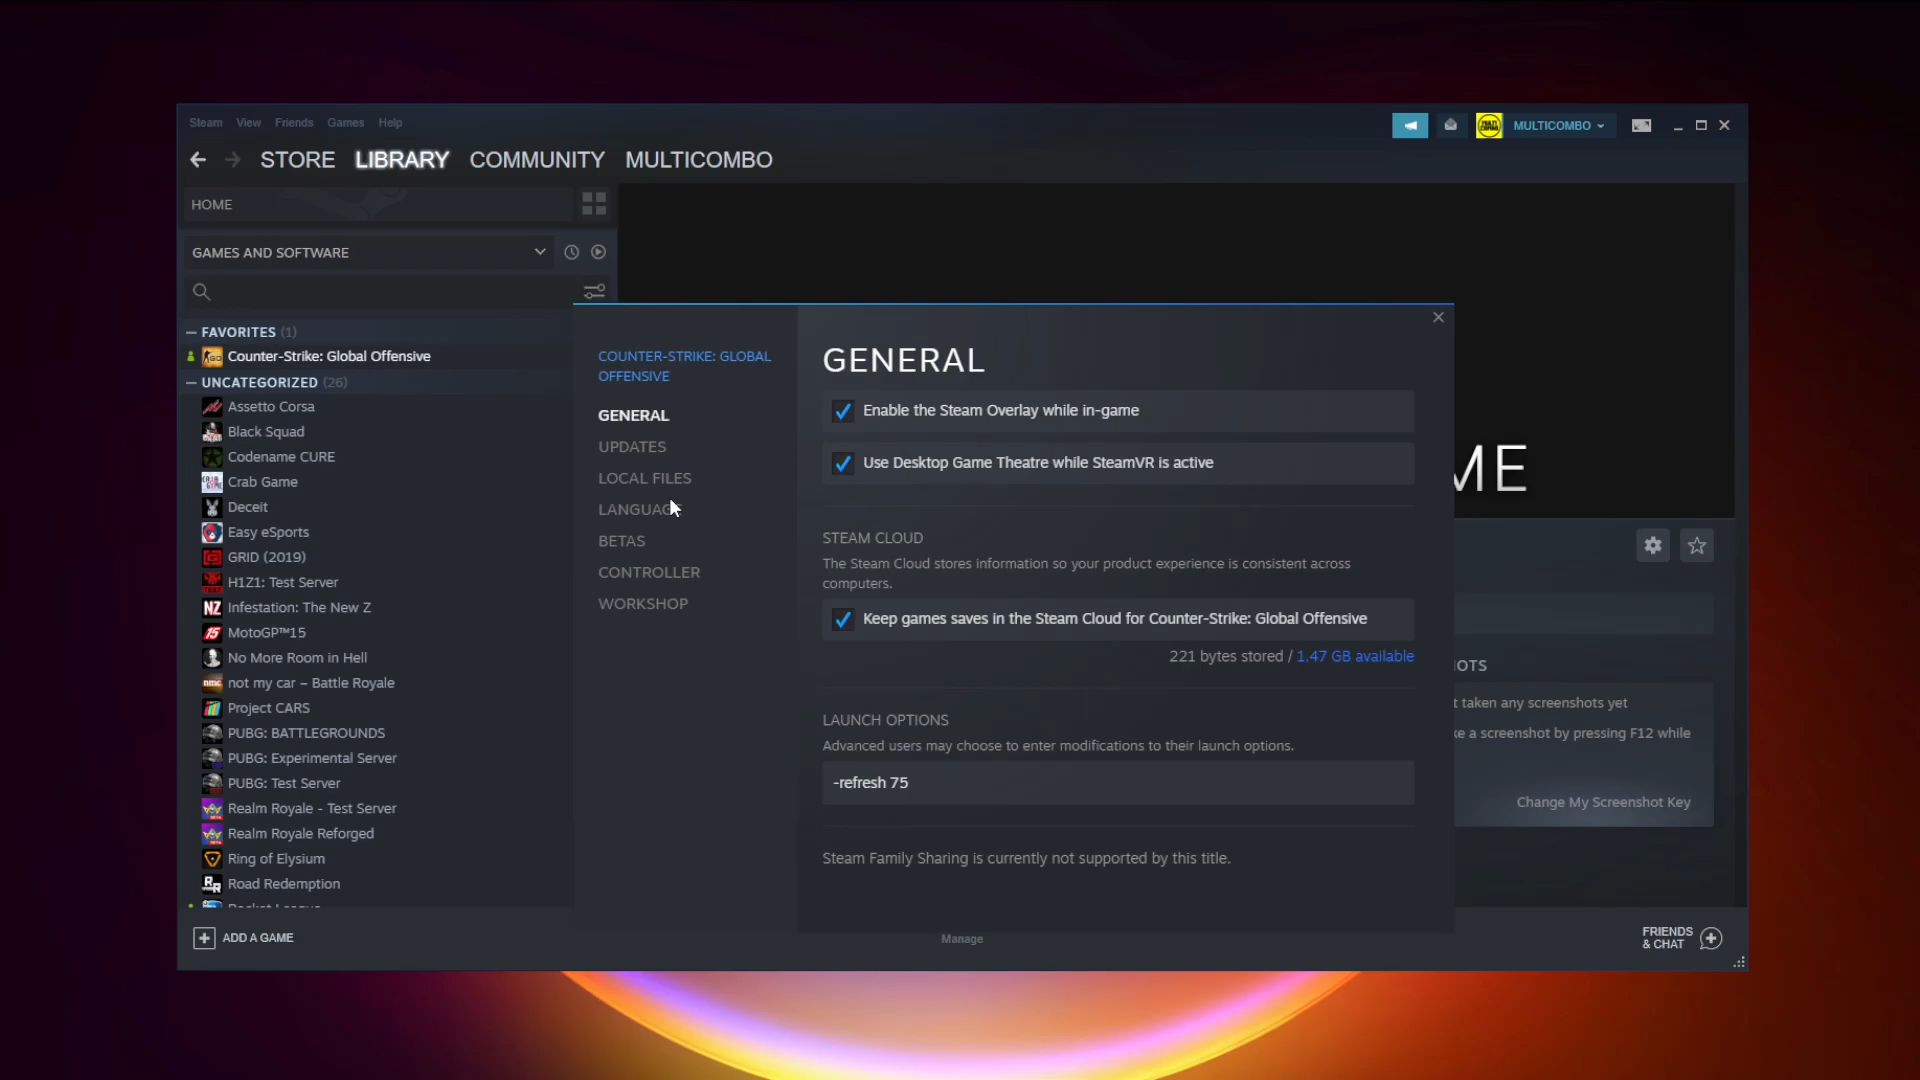 Steam View Friends Games Help
MULTICOMBO
STORE LIBRARY COMMUNITY MULTICOMBO
HOME
GAMES AND SOFTWARE
FAVORITES (1)
Counter-Strike: Global Offensive
UNCATEGORIZED (26)
Assetto Corsa
Black Squad
Codename CURE
Crab Game
Deceit
Easy eSports
GRID (2019)
H1Z1: Test Server
Infestation: The New Z
MotoGP™15
No More Room in Hell
not my car – Battle Royale
Project CARS
PUBG: BATTLEGROUNDS
PUBG: Experimental Server
PUBG: Test Server
Realm Royale - Test Server
Realm Royale Reforged
Ring of Elysium
Road Redemption
ADD A GAME
COUNTER-STRIKE: GLOBAL
OFFENSIVE
GENERAL
UPDATES
LOCAL FILES
LANGUAGE
BETAS
CONTROLLER
WORKSHOP
GENERAL
Enable the Steam Overlay while in-game
Use Desktop Game Theatre while SteamVR is active
STEAM CLOUD
The Steam Cloud stores information so your product experience is consistent across
computers.
Keep games saves in the Steam Cloud for Counter-Strike: Global Offensive
221 bytes stored / 1.47 GB available
LAUNCH OPTIONS
Advanced users may choose to enter modifications to their launch options.
-refresh 75
Steam Family Sharing is currently not supported by this title.
ME
OTS
t taken any screenshots yet
ke a screenshot by pressing F12 while
Change My Screenshot Key
Manage
FRIENDS
& CHAT